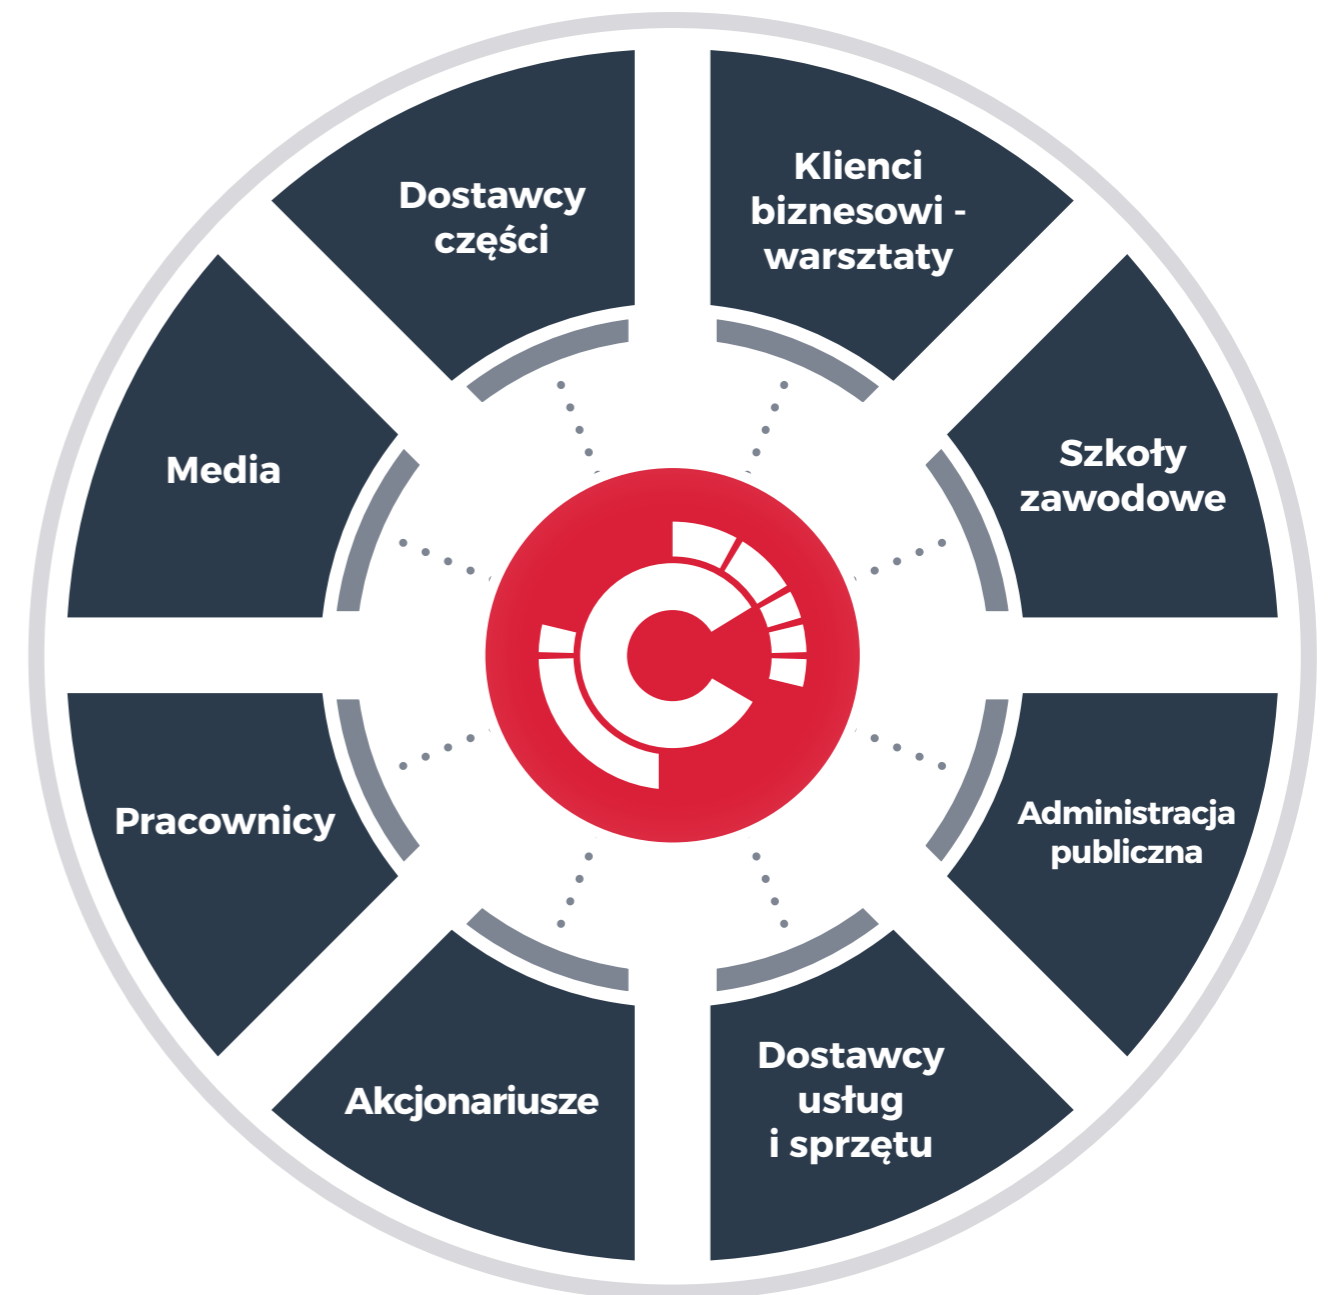 Dostawcy
części
Klienci
biznesowi -
warsztaty
Szkoły
zawodowe
Administracja
publiczna
Dostawcy
usług
i sprzętu
Akcjonariusze
Pracownicy
Media